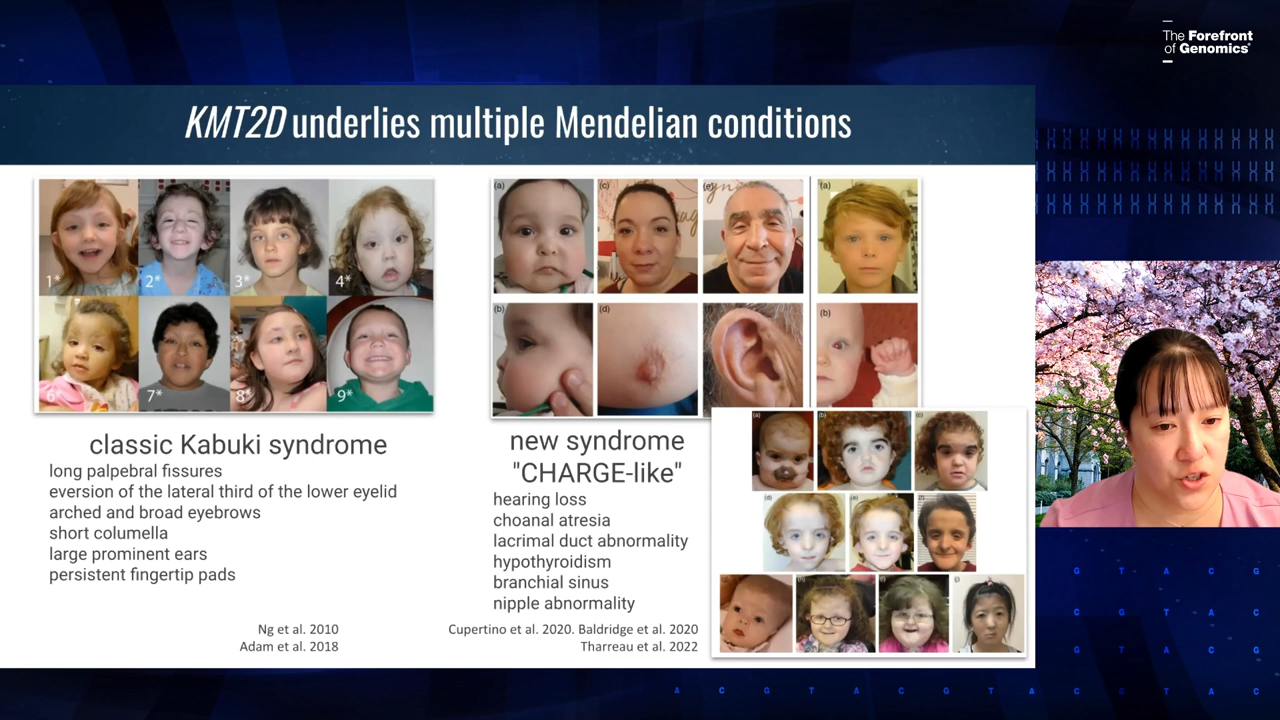 The Forefront
of Genomics®
KMT2D underlies multiple Mendelian conditions
1*
2*
3*
4*
6*
7*
8*
9*
(a)
(c)
(e)
(a)
(b)
(d)
(b)
classic Kabuki syndrome
long palpebral fissures
eversion of the lateral third of the lower eyelid
arched and broad eyebrows
short columella
large prominent ears
persistent fingertip pads
Ng et al. 2010
Adam et al. 2018
new syndrome
"CHARGE-like"
hearing loss
choanal atresia
lacrimal duct abnormality
hypothyroidism
branchial sinus
nipple abnormality
Cupertino et al. 2020. Baldridge et al. 2020
Tharreau et al. 2022
(a)
(b)
(c)
(d)
(e)
(f)
(h)
(i)
(j)
G T A C G
C G T A C
T A C G
A C G T A C G T A C G T A C